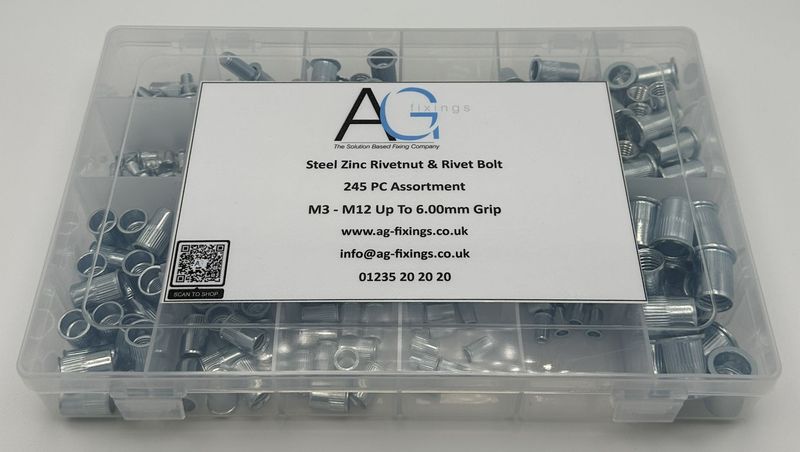 AG
fixings
The Solution Based Fixing Company
Steel Zinc Rivetnut & Rivet Bolt
245 PC Assortment
M3 - M12 Up To 6.00mm Grip
www.ag-fixings.co.uk
info@ag-fixings.co.uk
01235 20 20 20
SCAN TO SHOP